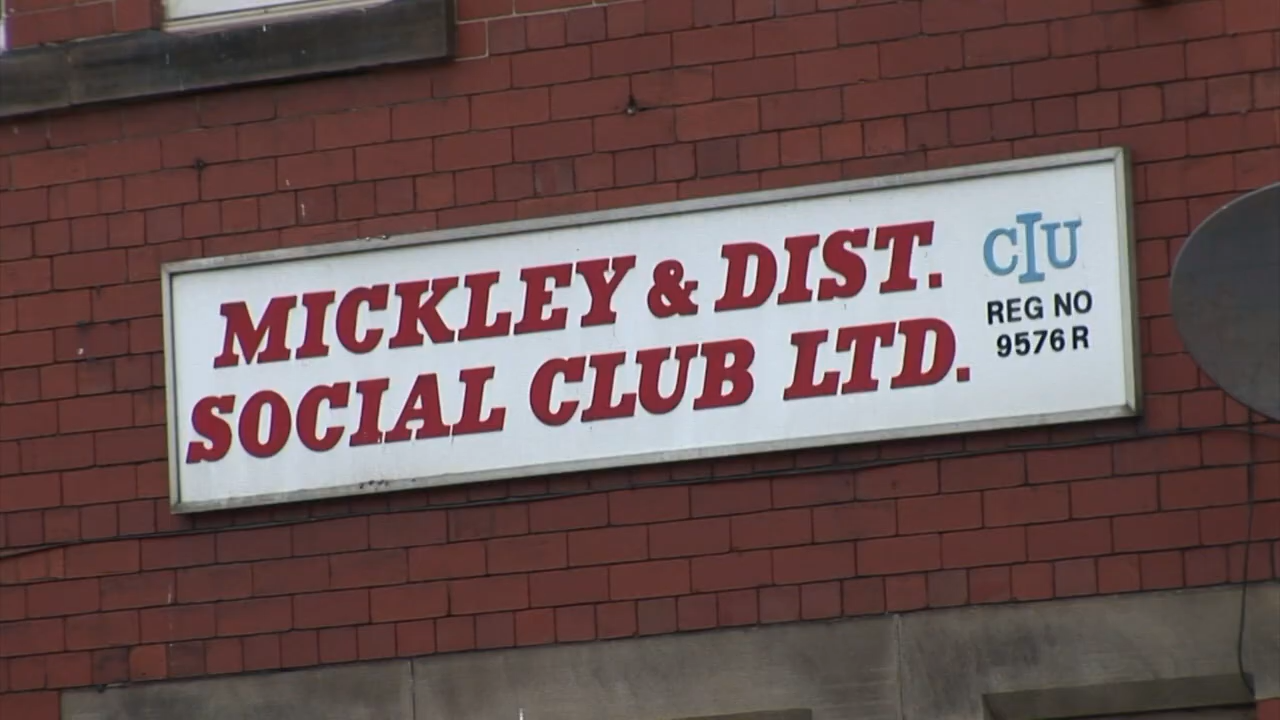 MICKLEY & DIST.
SOCIAL CLUB LTD.
CIU
REG NO
9576 R